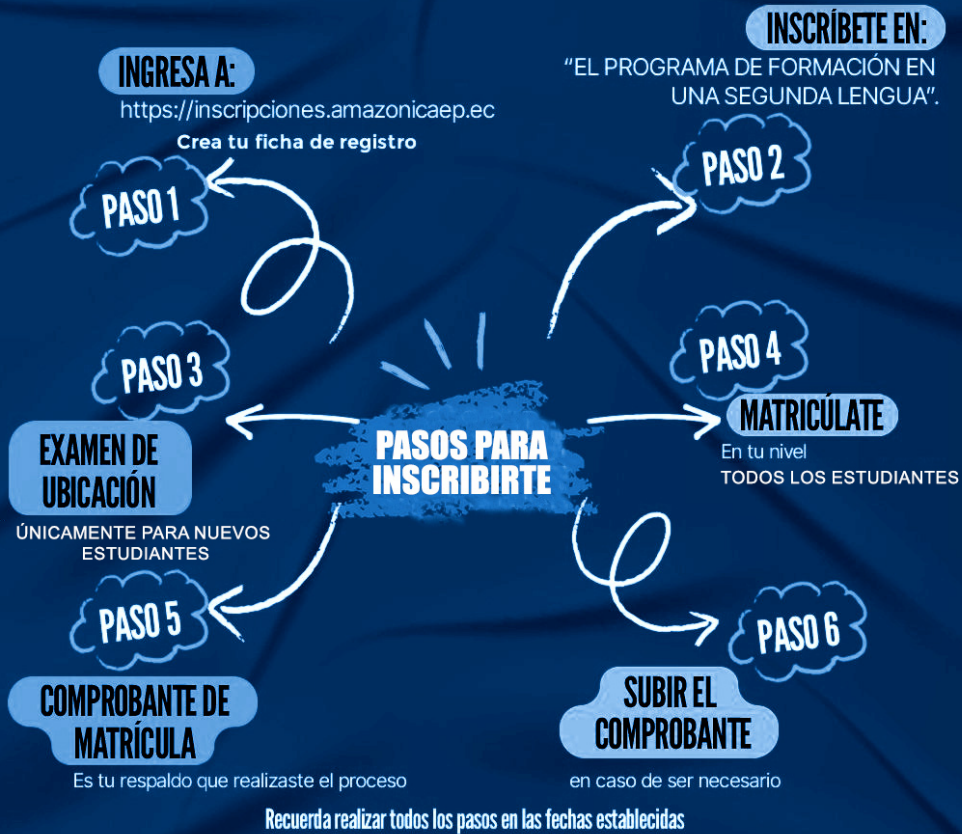 INGRESA A:
https://inscripciones.amazonicaep.ec
Crea tu ficha de registro
PASO 1
INSCRÍBETE EN:
“EL PROGRAMA DE FORMACIÓN EN
UNA SEGUNDA LENGUA”.
PASO 2
PASO 3
EXAMEN DE
UBICACIÓN
ÚNICAMENTE PARA NUEVOS
ESTUDIANTES
PASOS PARA
INSCRIBIRTE
PASO 4
MATRICÚLATE
En tu nivel
TODOS LOS ESTUDIANTES
PASO 5
COMPROBANTE DE
MATRÍCULA
Es tu respaldo que realizaste el proceso
PASO 6
SUBIR EL
COMPROBANTE
en caso de ser necesario
Recuerda realizar todos los pasos en las fechas establecidas